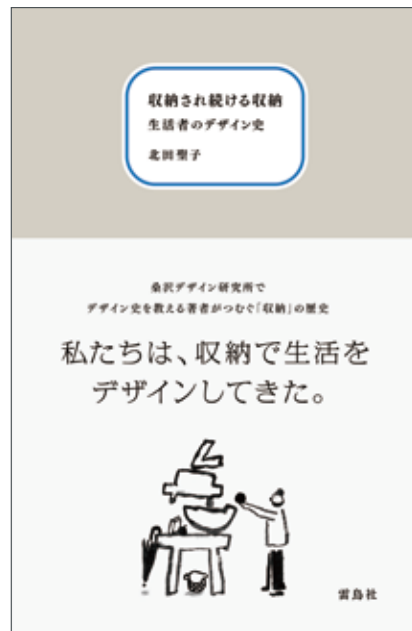 収納され続ける収納
生活者のデザイン史
北田聖子
桑沢デザイン研究所で
デザイン史を教える著者がつむぐ「収納」の歴史
私たちは、収納で生活を
デザインしてきた。
雷鳥社